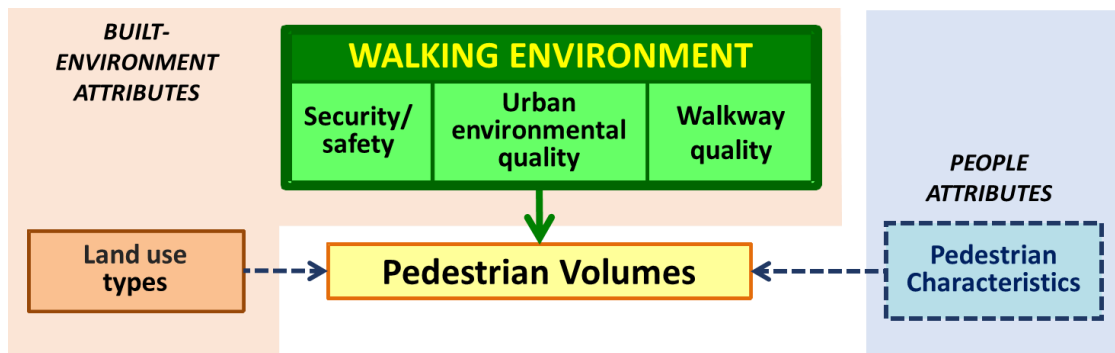 BUILT-
ENVIRONMENT
ATTRIBUTES
WALKING ENVIRONMENT
Security/
safety
Urban
environmental
quality
Walkway
quality
PEOPLE
ATTRIBUTES
Land use
types
Pedestrian Volumes
Pedestrian
Characteristics